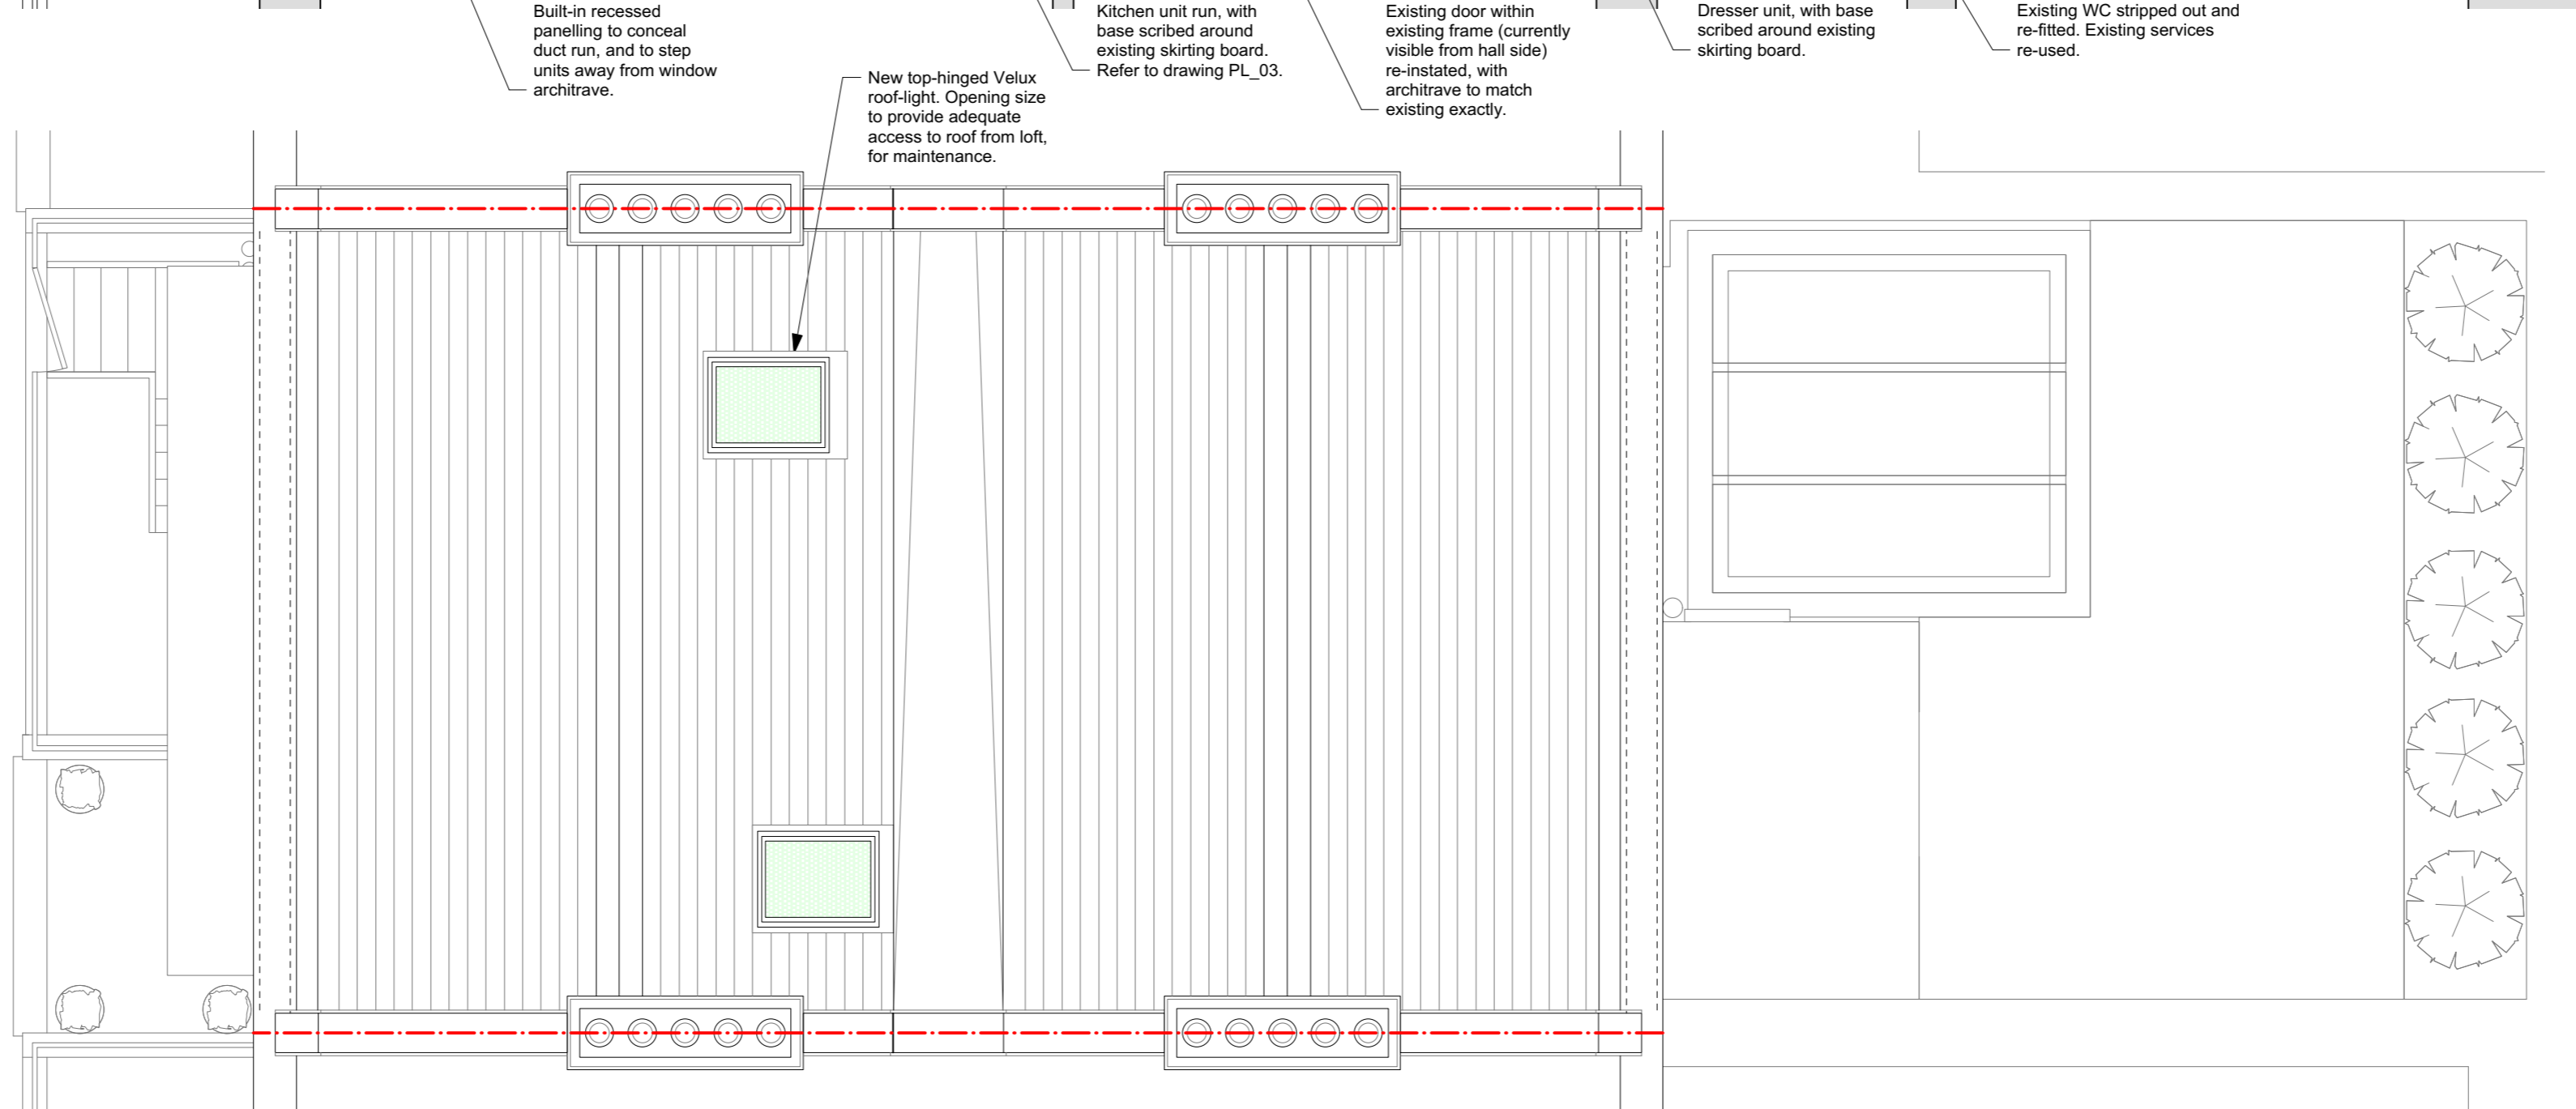 Built-in recessed
panelling to conceal
duct run, and to step
units away from window
architrave.
New top-hinged Velux
roof-light. Opening size
to provide adequate
access to roof from loft,
for maintenance.
Kitchen unit run, with
base scribed around
existing skirting board.
Refer to drawing PL_03.
Existing door within
existing frame (currently
visible from hall side)
re-instated, with
architrave to match
existing exactly.
Dresser unit, with base
scribed around existing
skirting board.
Existing WC stripped out and
re-fitted. Existing services
re-used.